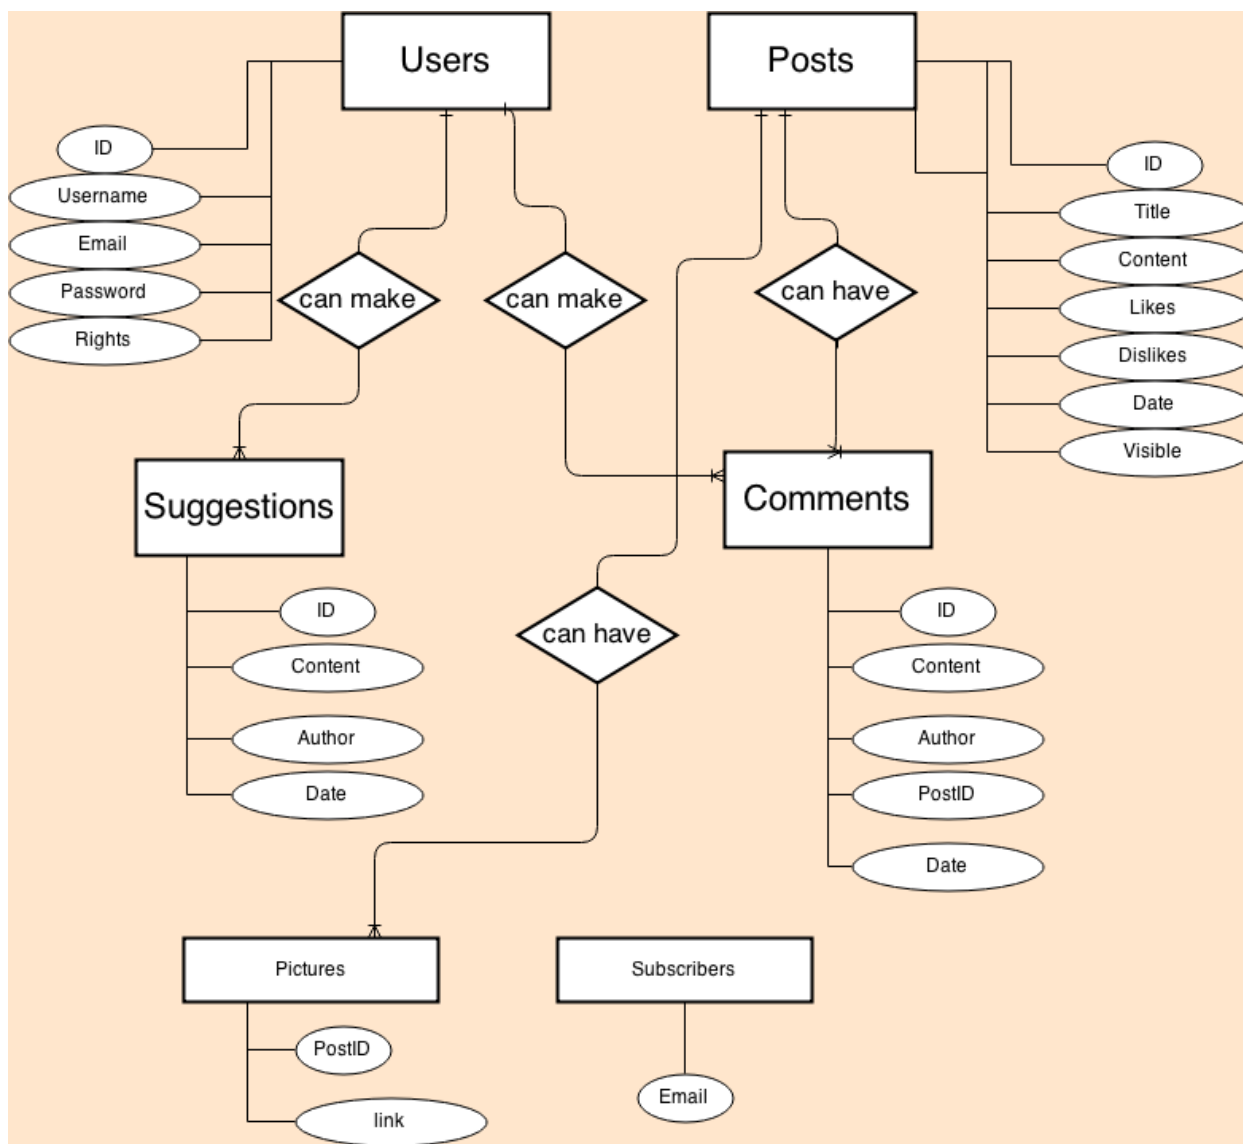 Users
Posts
ID
Username
Email
Password
Rights
ID
Title
Content
Likes
Dislikes
Date
Visible
can make
can make
can have
Suggestions
Comments
ID
Content
Author
Date
can have
ID
Content
Author
PostID
Date
Pictures
Subscribers
PostID
link
Email